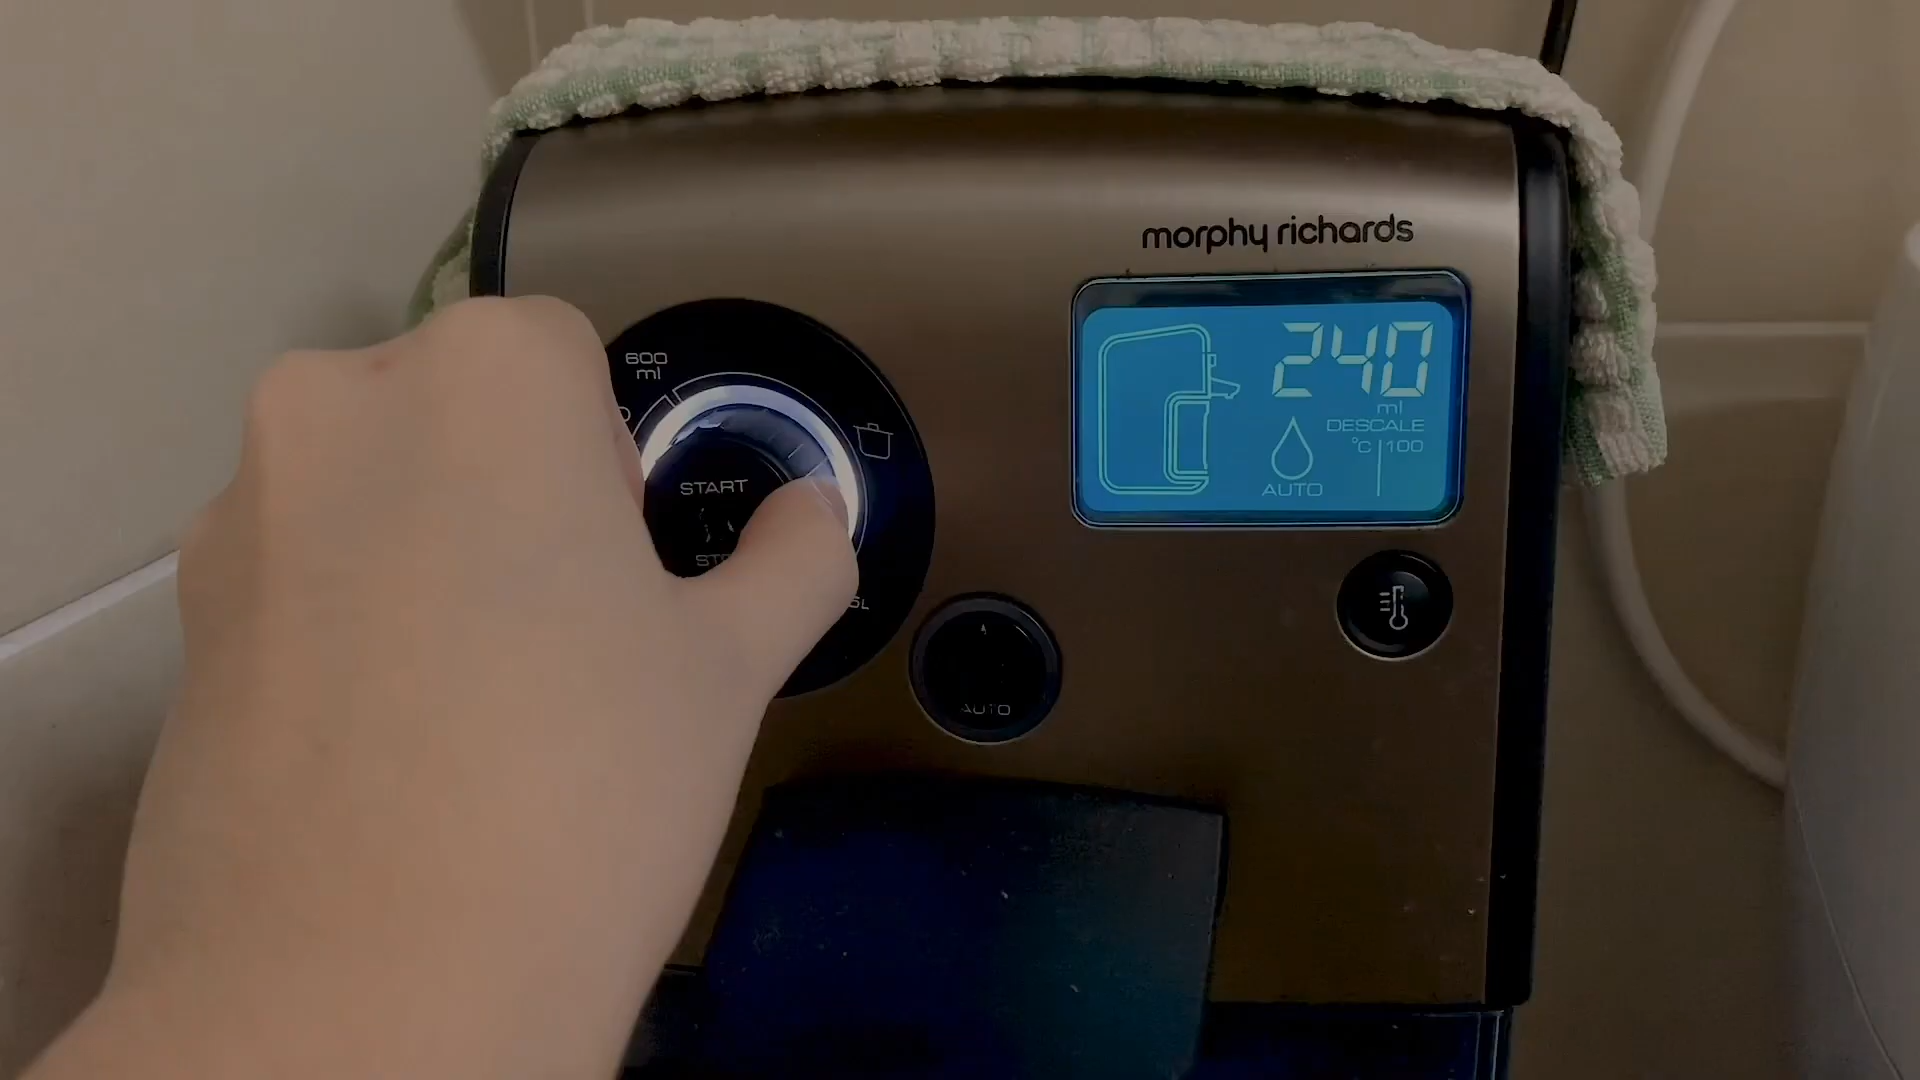 morphy richards
600
ml
240
ml
DESCALE
°C 100
AUTO
START
AUTO